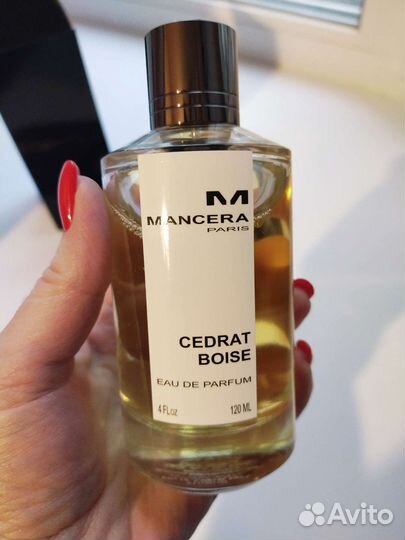 M
MANCERA
PARIS
CEDRAT
BOISE
EAU DE PARFUM
4 FL.oz 120 ML
Avito